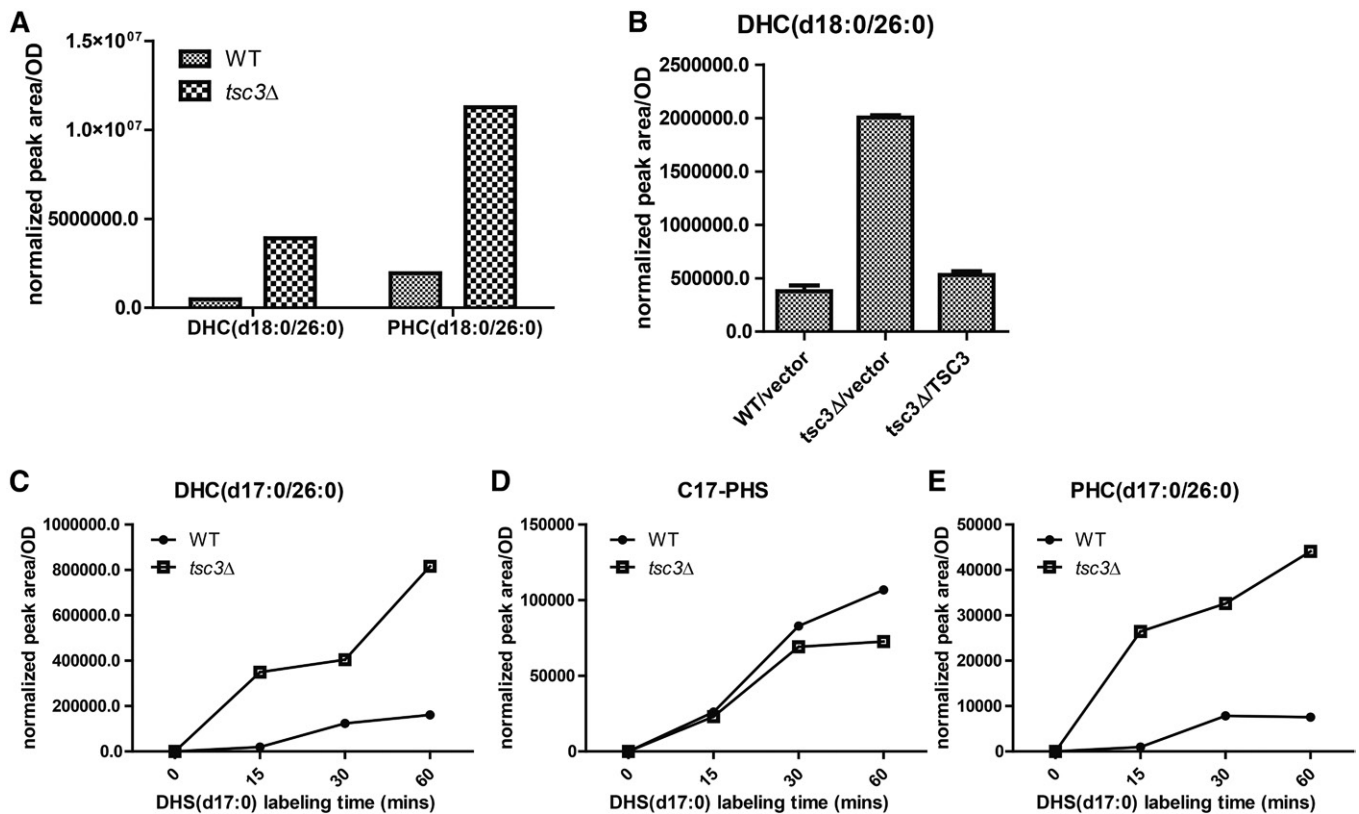 A
normalized peak area/OD
1.5×10⁰⁷
1.0×10⁰⁷
5000000.0
0.0
WT
tsc3Δ
DHC(d18:0/26:0)
PHC(d18:0/26:0)
B
DHC(d18:0/26:0)
normalized peak area/OD
2500000.0
2000000.0
1500000.0
1000000.0
500000.0
0.0
WT/vector
tsc3Δ/vector
tsc3Δ/TSC3
C
DHC(d17:0/26:0)
normalized peak area/OD
1000000.0
800000.0
600000.0
400000.0
200000.0
0.0
WT
tsc3Δ
0
15
30
60
DHS(d17:0) labeling time (mins)
D
C17-PHS
normalized peak area/OD
150000
100000
50000
0
WT
tsc3Δ
0
15
30
60
DHS(d17:0) labeling time (mins)
E
PHC(d17:0/26:0)
normalized peak area/OD
50000
40000
30000
20000
10000
0
WT
tsc3Δ
0
15
30
60
DHS(d17:0) labeling time (mins)